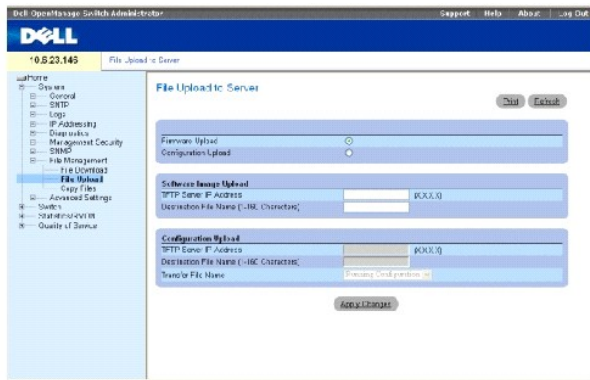 Dell OpenManage Switch Administrator
Support Help About Log Out
DELL
10.6.23.146
File Upload to Server
Home
System
General
SNTP
Logs
IP Addressing
Diagnostics
Management Security
SNMP
File Management
File Download
File Upload
Copy Files
Advanced Settings
Switch
Statistics/RMON
Quality of Service
File Upload to Server
Print Refresh
Firmware Upload
Configuration Upload
Software Image Upload
TFTP Server IP Address (X.X.X.X)
Destination File Name (1-160 Characters)
Configuration Upload
TFTP Server IP Address (X.X.X.X)
Destination File Name (1-160 Characters)
Transfer File Name Running Configuration
Apply Changes